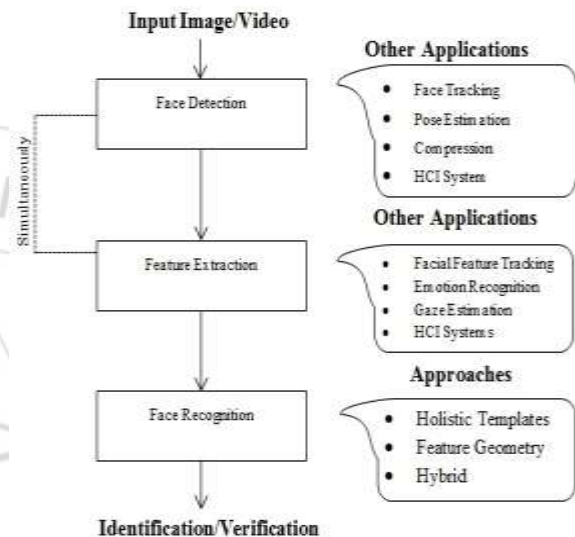 Input Image/Video
Face Detection
Simultaneously
Feature Extraction
Face Recognition
Identification/Verification
Other Applications
• Face Tracking
• Pose Estimation
• Compression
• HCI System
Other Applications
• Facial Feature Tracking
• Emotion Recognition
• Gaze Estimation
• HCI Systems
Approaches
• Holistic Templates
• Feature Geometry
• Hybrid